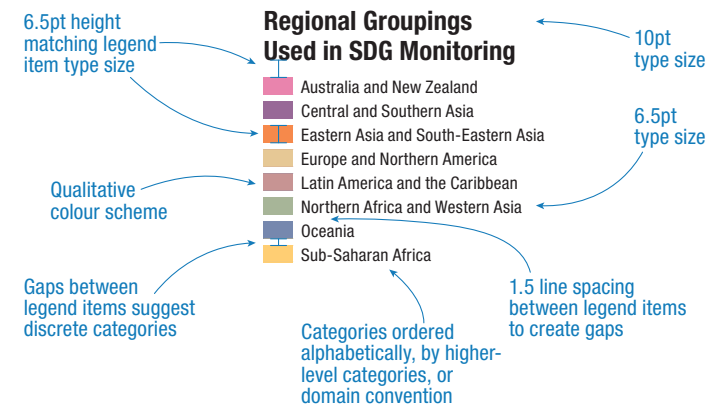 6.5pt height
matching legend
item type size
Regional Groupings
Used in SDG Monitoring
10pt
type size
Australia and New Zealand
Central and Southern Asia
Eastern Asia and South-Eastern Asia
Europe and Northern America
Latin America and the Caribbean
Northern Africa and Western Asia
Oceania
Sub-Saharan Africa
6.5pt
type size
Qualitative
colour scheme
Gaps between
legend items suggest
discrete categories
Categories ordered
alphabetically, by higher-
level categories, or
domain convention
1.5 line spacing
between legend items
to create gaps